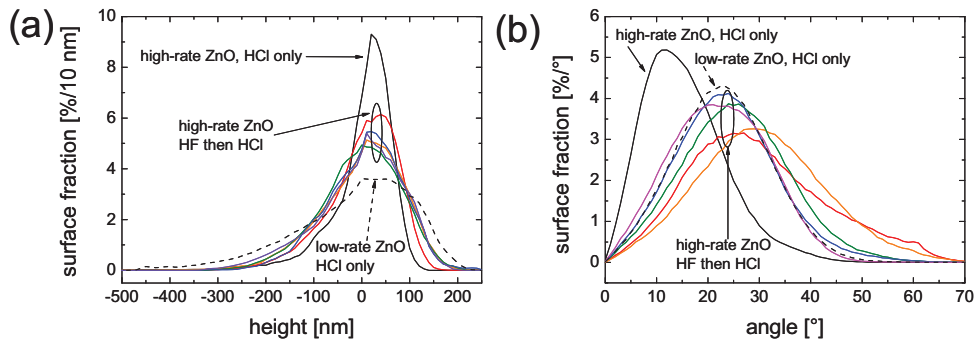 (a)
10
8
6
4
2
0
surface fraction [%/10 nm]
high-rate ZnO, HCl only
high-rate ZnO
HF then HCl
low-rate ZnO
HCl only
-500 -400 -300 -200 -100 0 100 200
height [nm]
(b)
6
5
4
3
2
1
0
surface fraction [%/°]
high-rate ZnO, HCl only
low-rate ZnO, HCl only
high-rate ZnO
HF then HCl
0 10 20 30 40 50 60 70
angle [°]